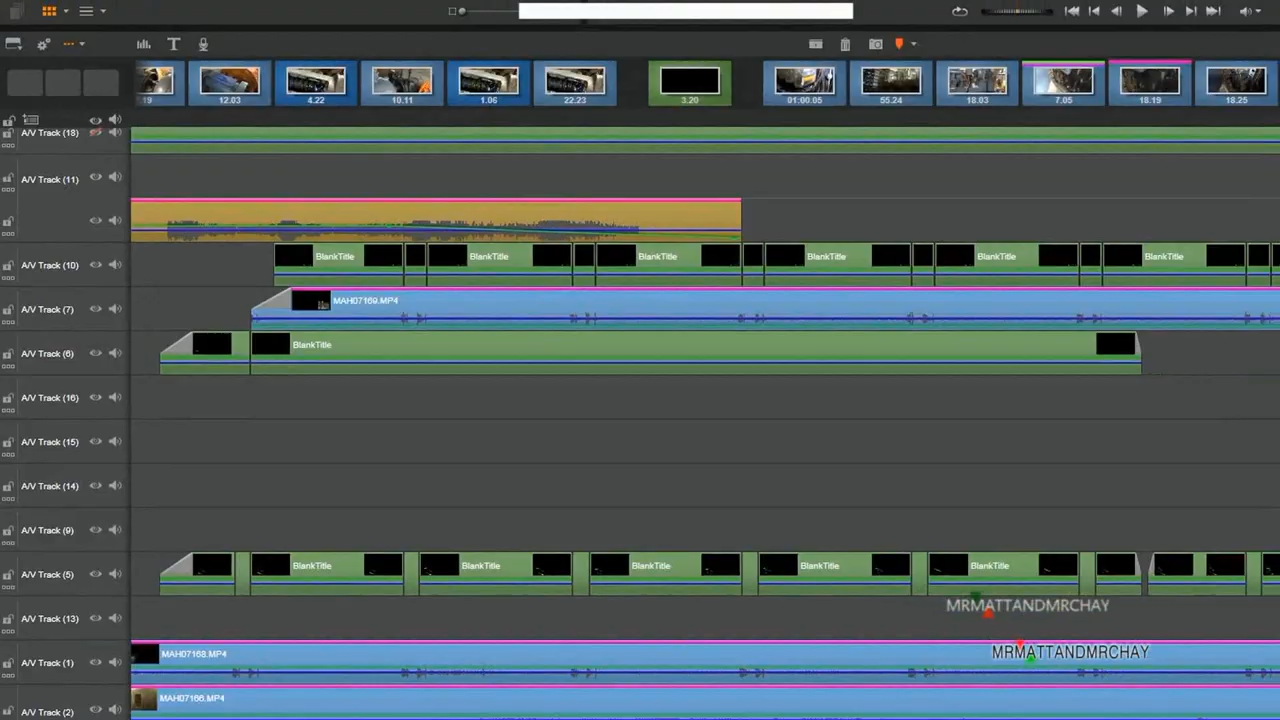 19 12.03 4.22 10.11 1.06 22.23 3.20 01:00.05 55.24 18.03 7.05 18.19 18.25
A/V Track (18)
A/V Track (11)
A/V Track (10) BlankTitle BlankTitle BlankTitle BlankTitle BlankTitle BlankTitle
A/V Track (7) MAH07169.MP4
A/V Track (6) BlankTitle
A/V Track (16)
A/V Track (15)
A/V Track (14)
A/V Track (9)
A/V Track (5) BlankTitle BlankTitle BlankTitle BlankTitle BlankTitle
MRMATTANDMRCHAY
A/V Track (13)
MRMATTANDMRCHAY
A/V Track (1) MAH07168.MP4
A/V Track (2) MAH07166.MP4